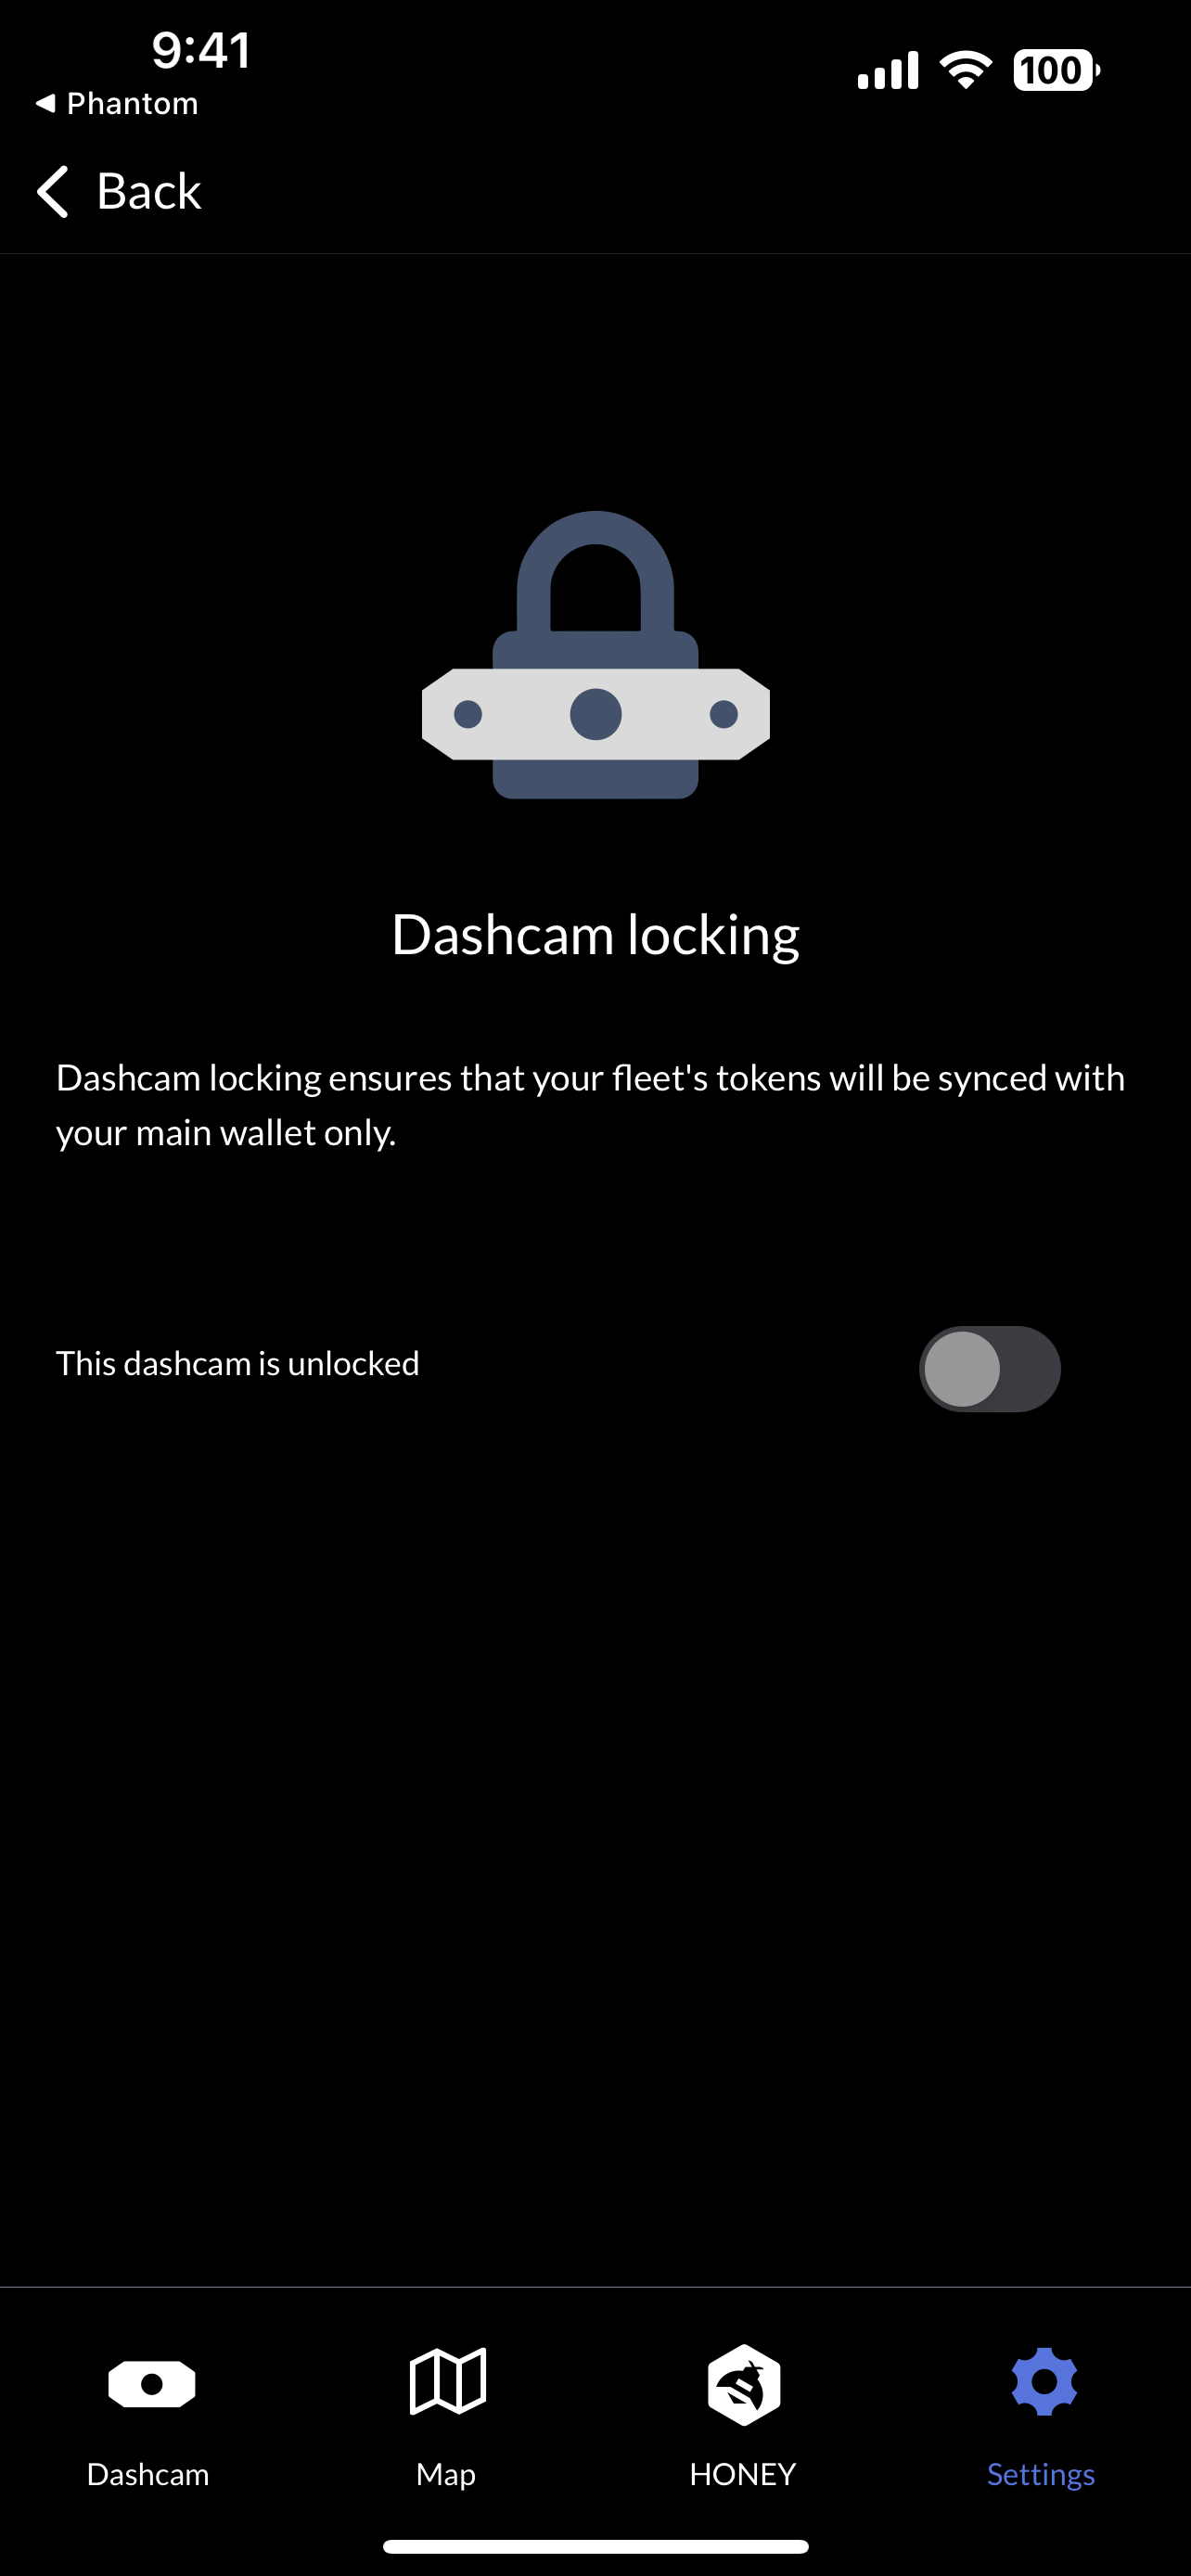 9:41
100
◀ Phantom
Back
Dashcam locking
Dashcam locking ensures that your fleet's tokens will be synced with
your main wallet only.
This dashcam is unlocked
Dashcam
Map
HONEY
Settings